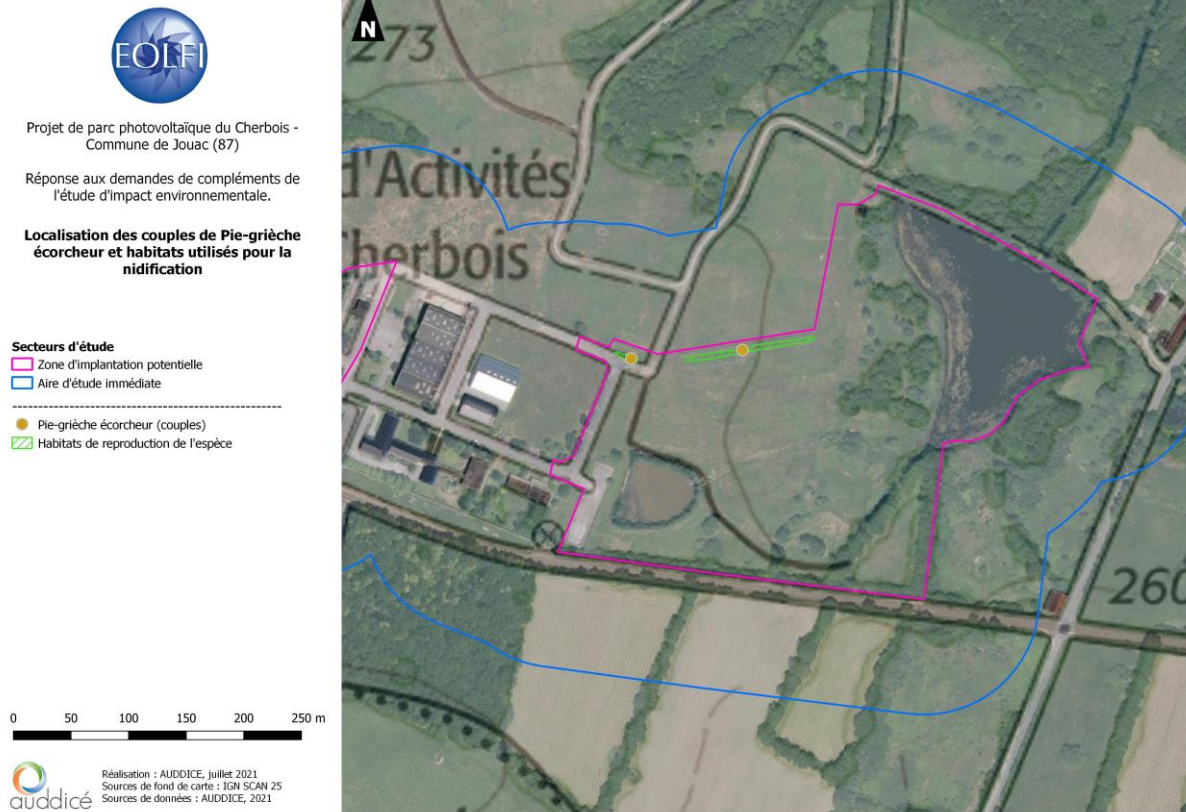 EOLFI
Projet de parc photovoltaïque du Cherbois -
Commune de Jouac (87)
Réponse aux demandes de compléments de
l'étude d'impact environnementale.
Localisation des couples de Pie-grièche
écorcheur et habitats utilisés pour la
nidification
Secteurs d'étude
Zone d'implantation potentielle
Aire d'étude immédiate
Pie-grièche écorcheur (couples)
Habitats de reproduction de l'espèce
0 50 100 150 200 250 m
auddicé
Réalisation : AUDDICE, juillet 2021
Sources de fond de carte : IGN SCAN 25
Sources de données : AUDDICE, 2021
N
273
d'Activités
Cherbois
260